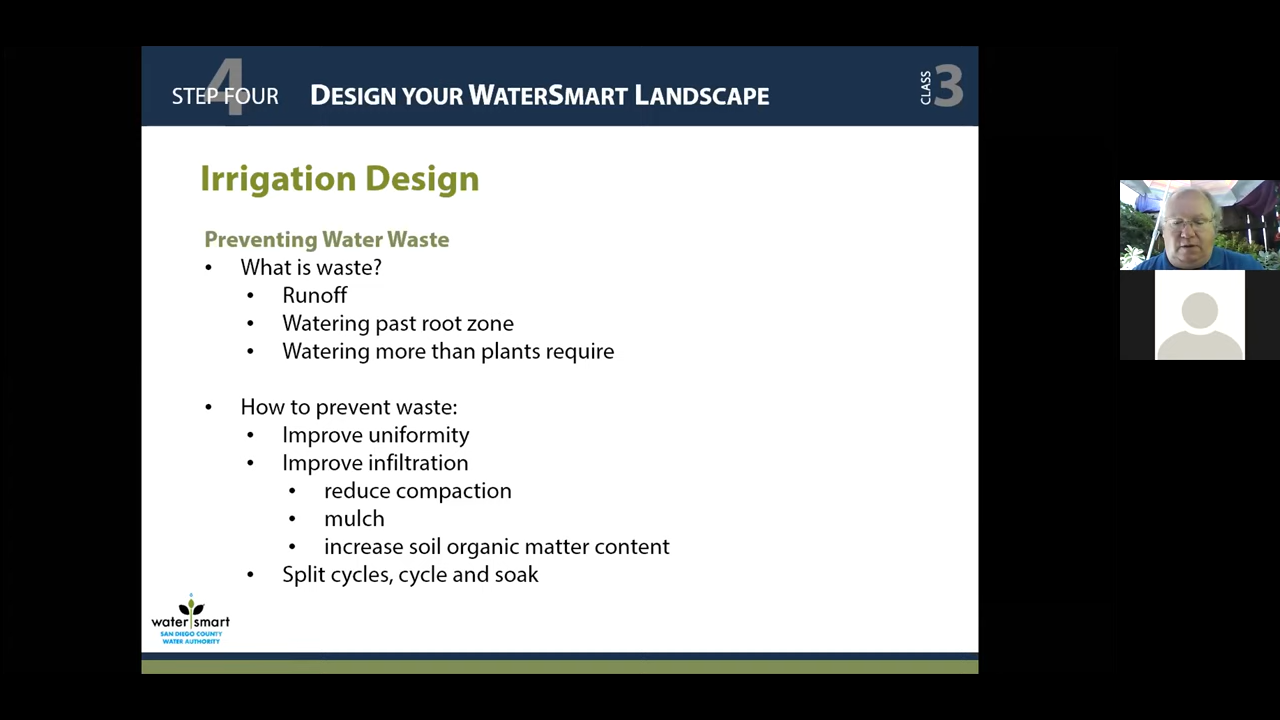 STEP FOUR
4
DESIGN YOUR WATERSMART LANDSCAPE
CLASS 3
Irrigation Design
Preventing Water Waste
• What is waste?
• Runoff
• Watering past root zone
• Watering more than plants require
• How to prevent waste:
• Improve uniformity
• Improve infiltration
• reduce compaction
• mulch
• increase soil organic matter content
• Split cycles, cycle and soak
water smart
SAN DIEGO COUNTY
WATER AUTHORITY